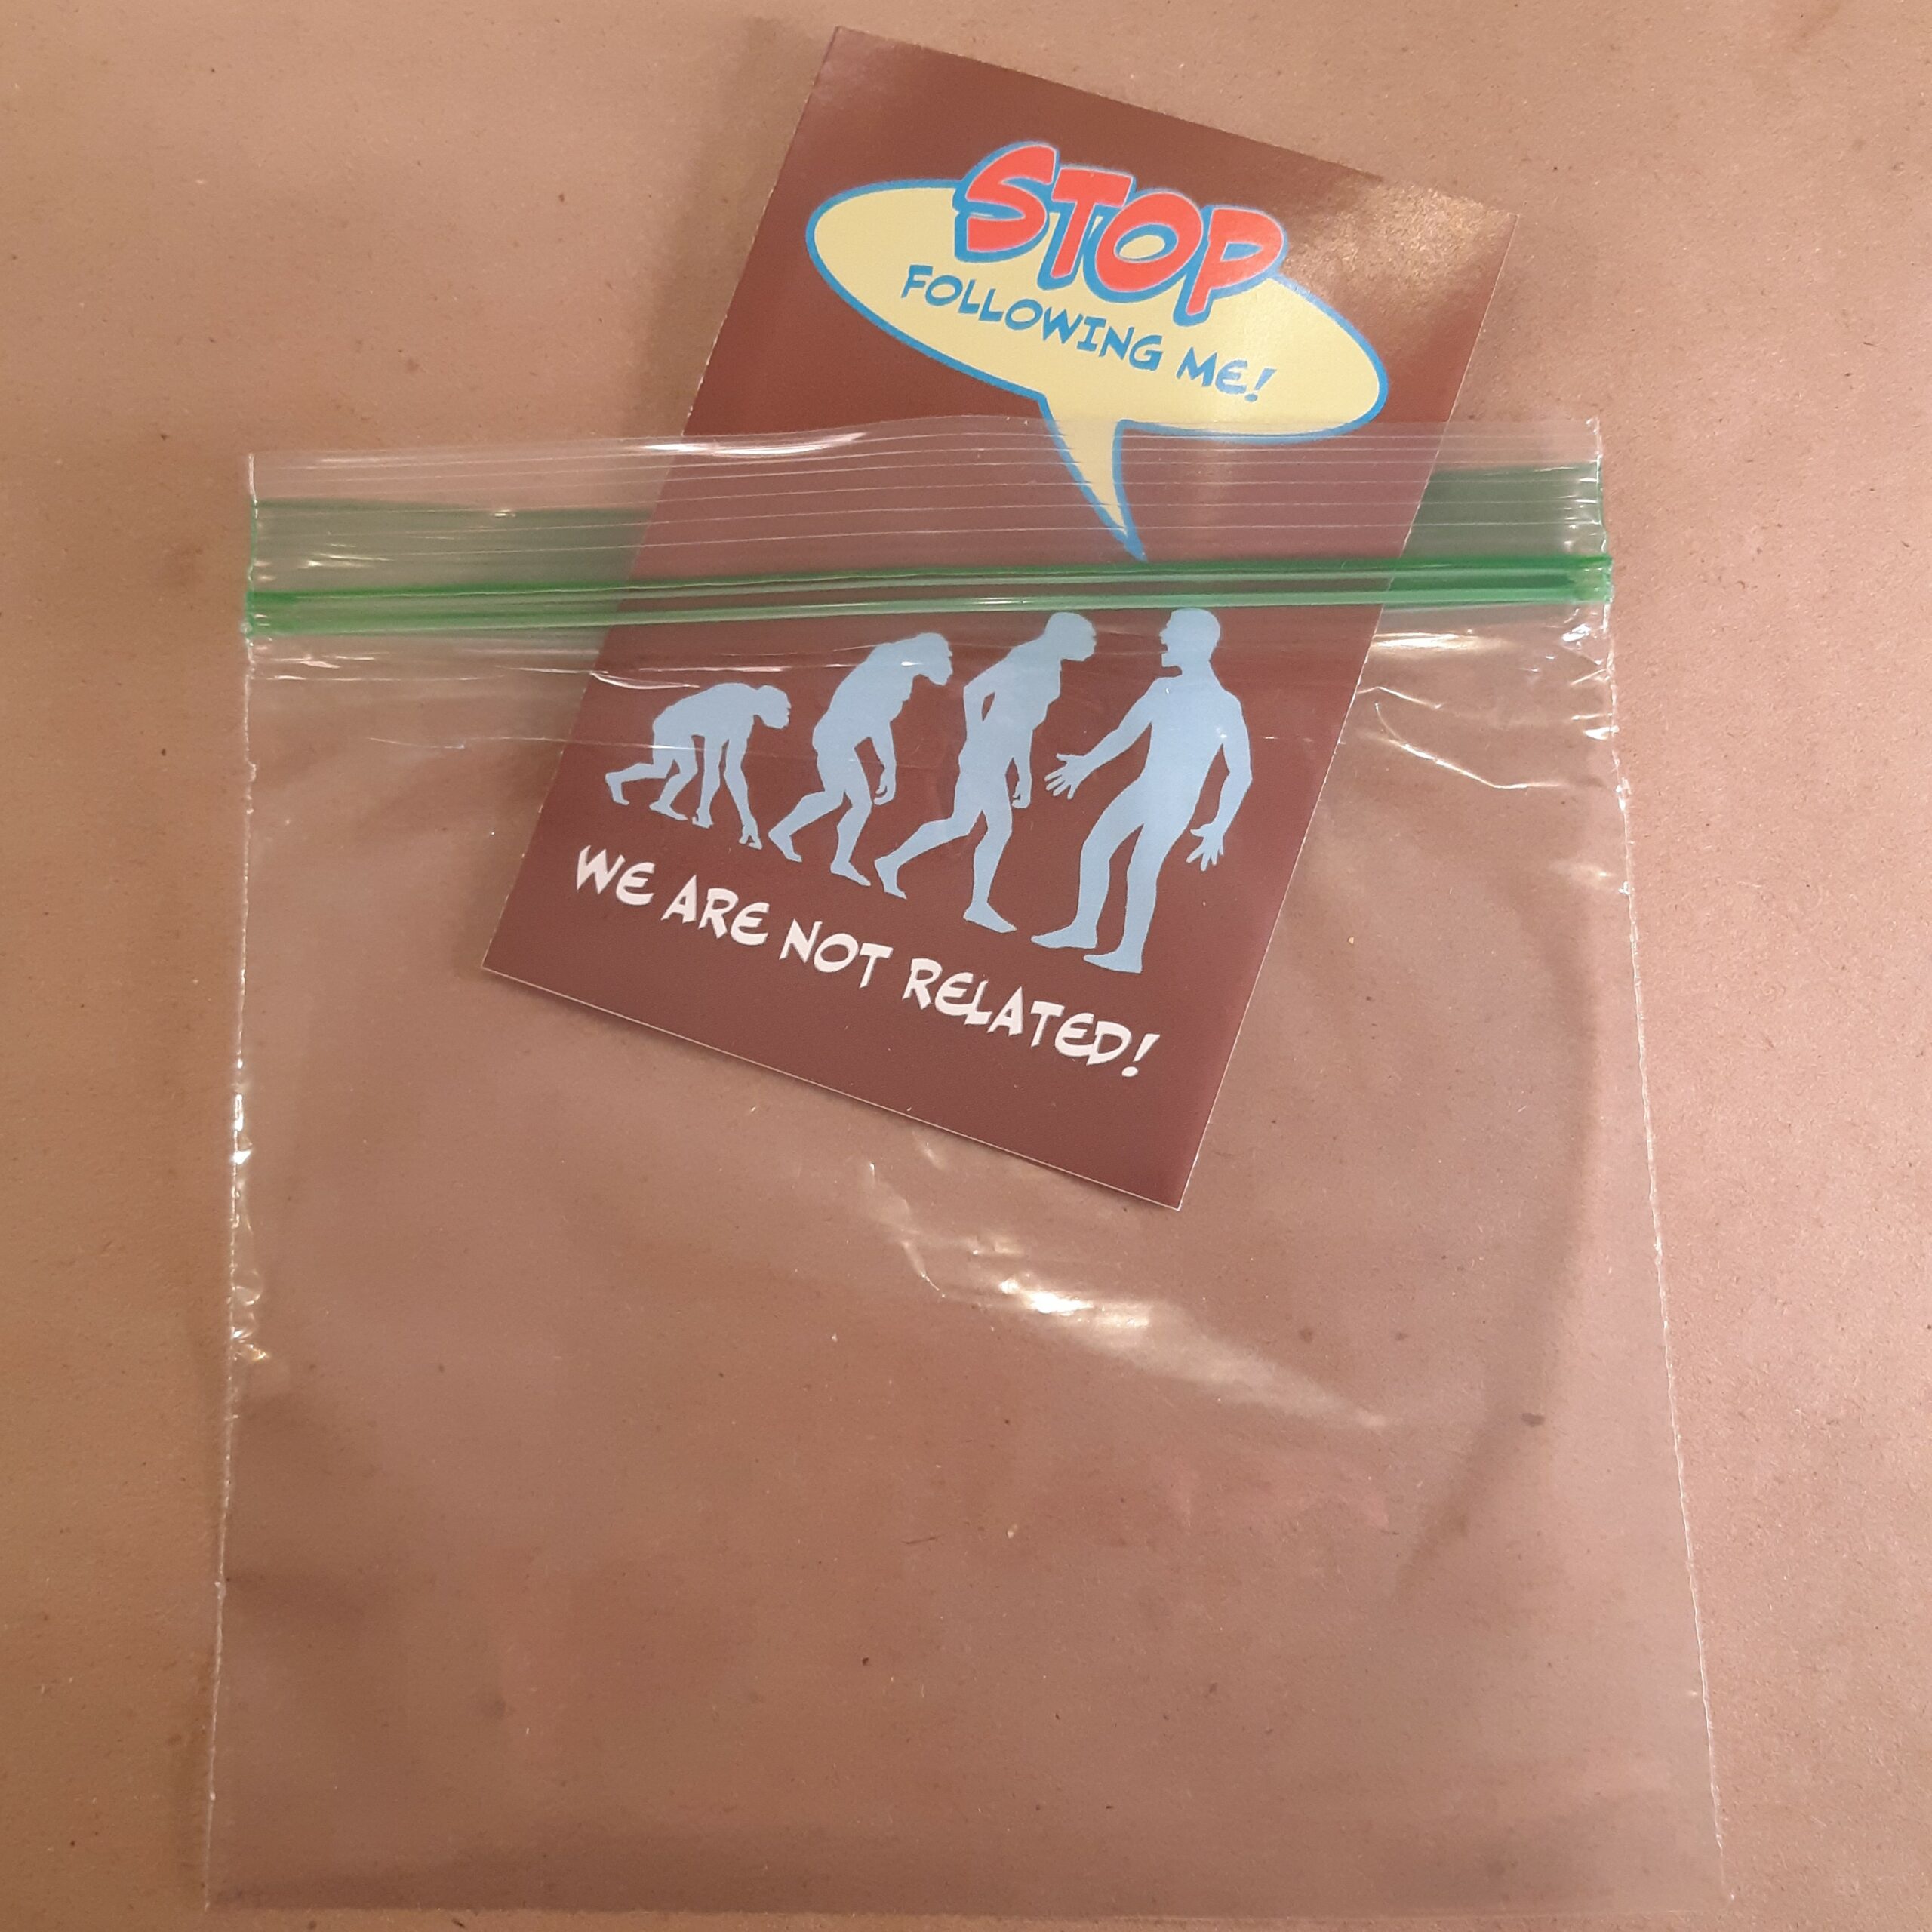 STOP
FOLLOWING ME!
WE ARE NOT RELATED!